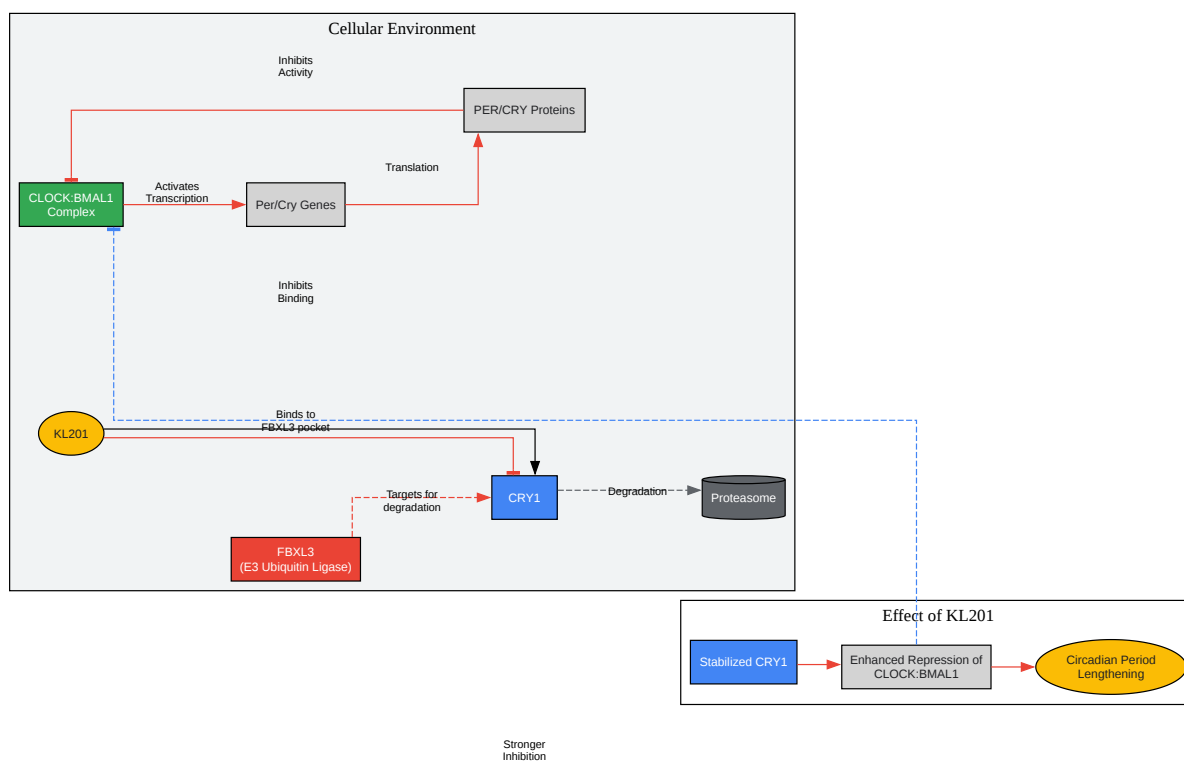 Cellular Environment
Inhibits
Activity
PER/CRY Proteins
Translation
Activates
Transcription
CLOCK:BMAL1
Complex
Per/Cry Genes
Inhibits
Binding
Binds to
FBXL3 pocket
KL201
Targets for
degradation
CRY1
Degradation
Proteasome
FBXL3
(E3 Ubiquitin Ligase)
Effect of KL201
Stabilized CRY1
Enhanced Repression of
CLOCK:BMAL1
Circadian Period
Lengthening
Stronger
Inhibition